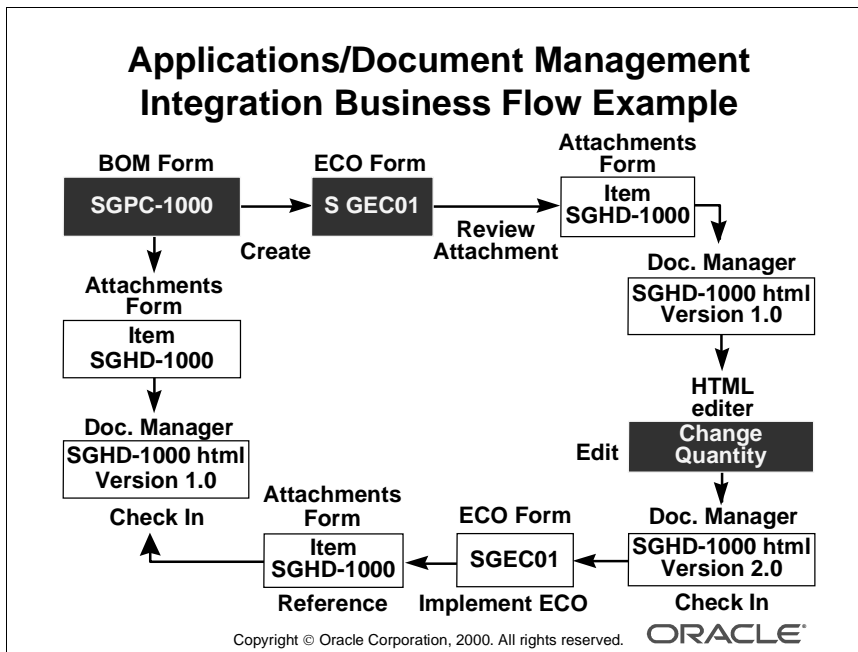 Applications/Document Management
Integration Business Flow Example
BOM Form
SGPC-1000
Create
ECO Form
S GEC01
Review
Attachment
Attachments
Form
Item
SGHD-1000
Doc. Manager
SGHD-1000 html
Version 1.0
HTML
editer
Edit
Change
Quantity
Doc. Manager
SGHD-1000 html
Version 2.0
Check In
ECO Form
SGEC01
Implement ECO
Attachments
Form
Item
SGHD-1000
Reference
Attachments
Form
Item
SGHD-1000
Doc. Manager
SGHD-1000 html
Version 1.0
Check In
Copyright © Oracle Corporation, 2000. All rights reserved.
ORACLE®